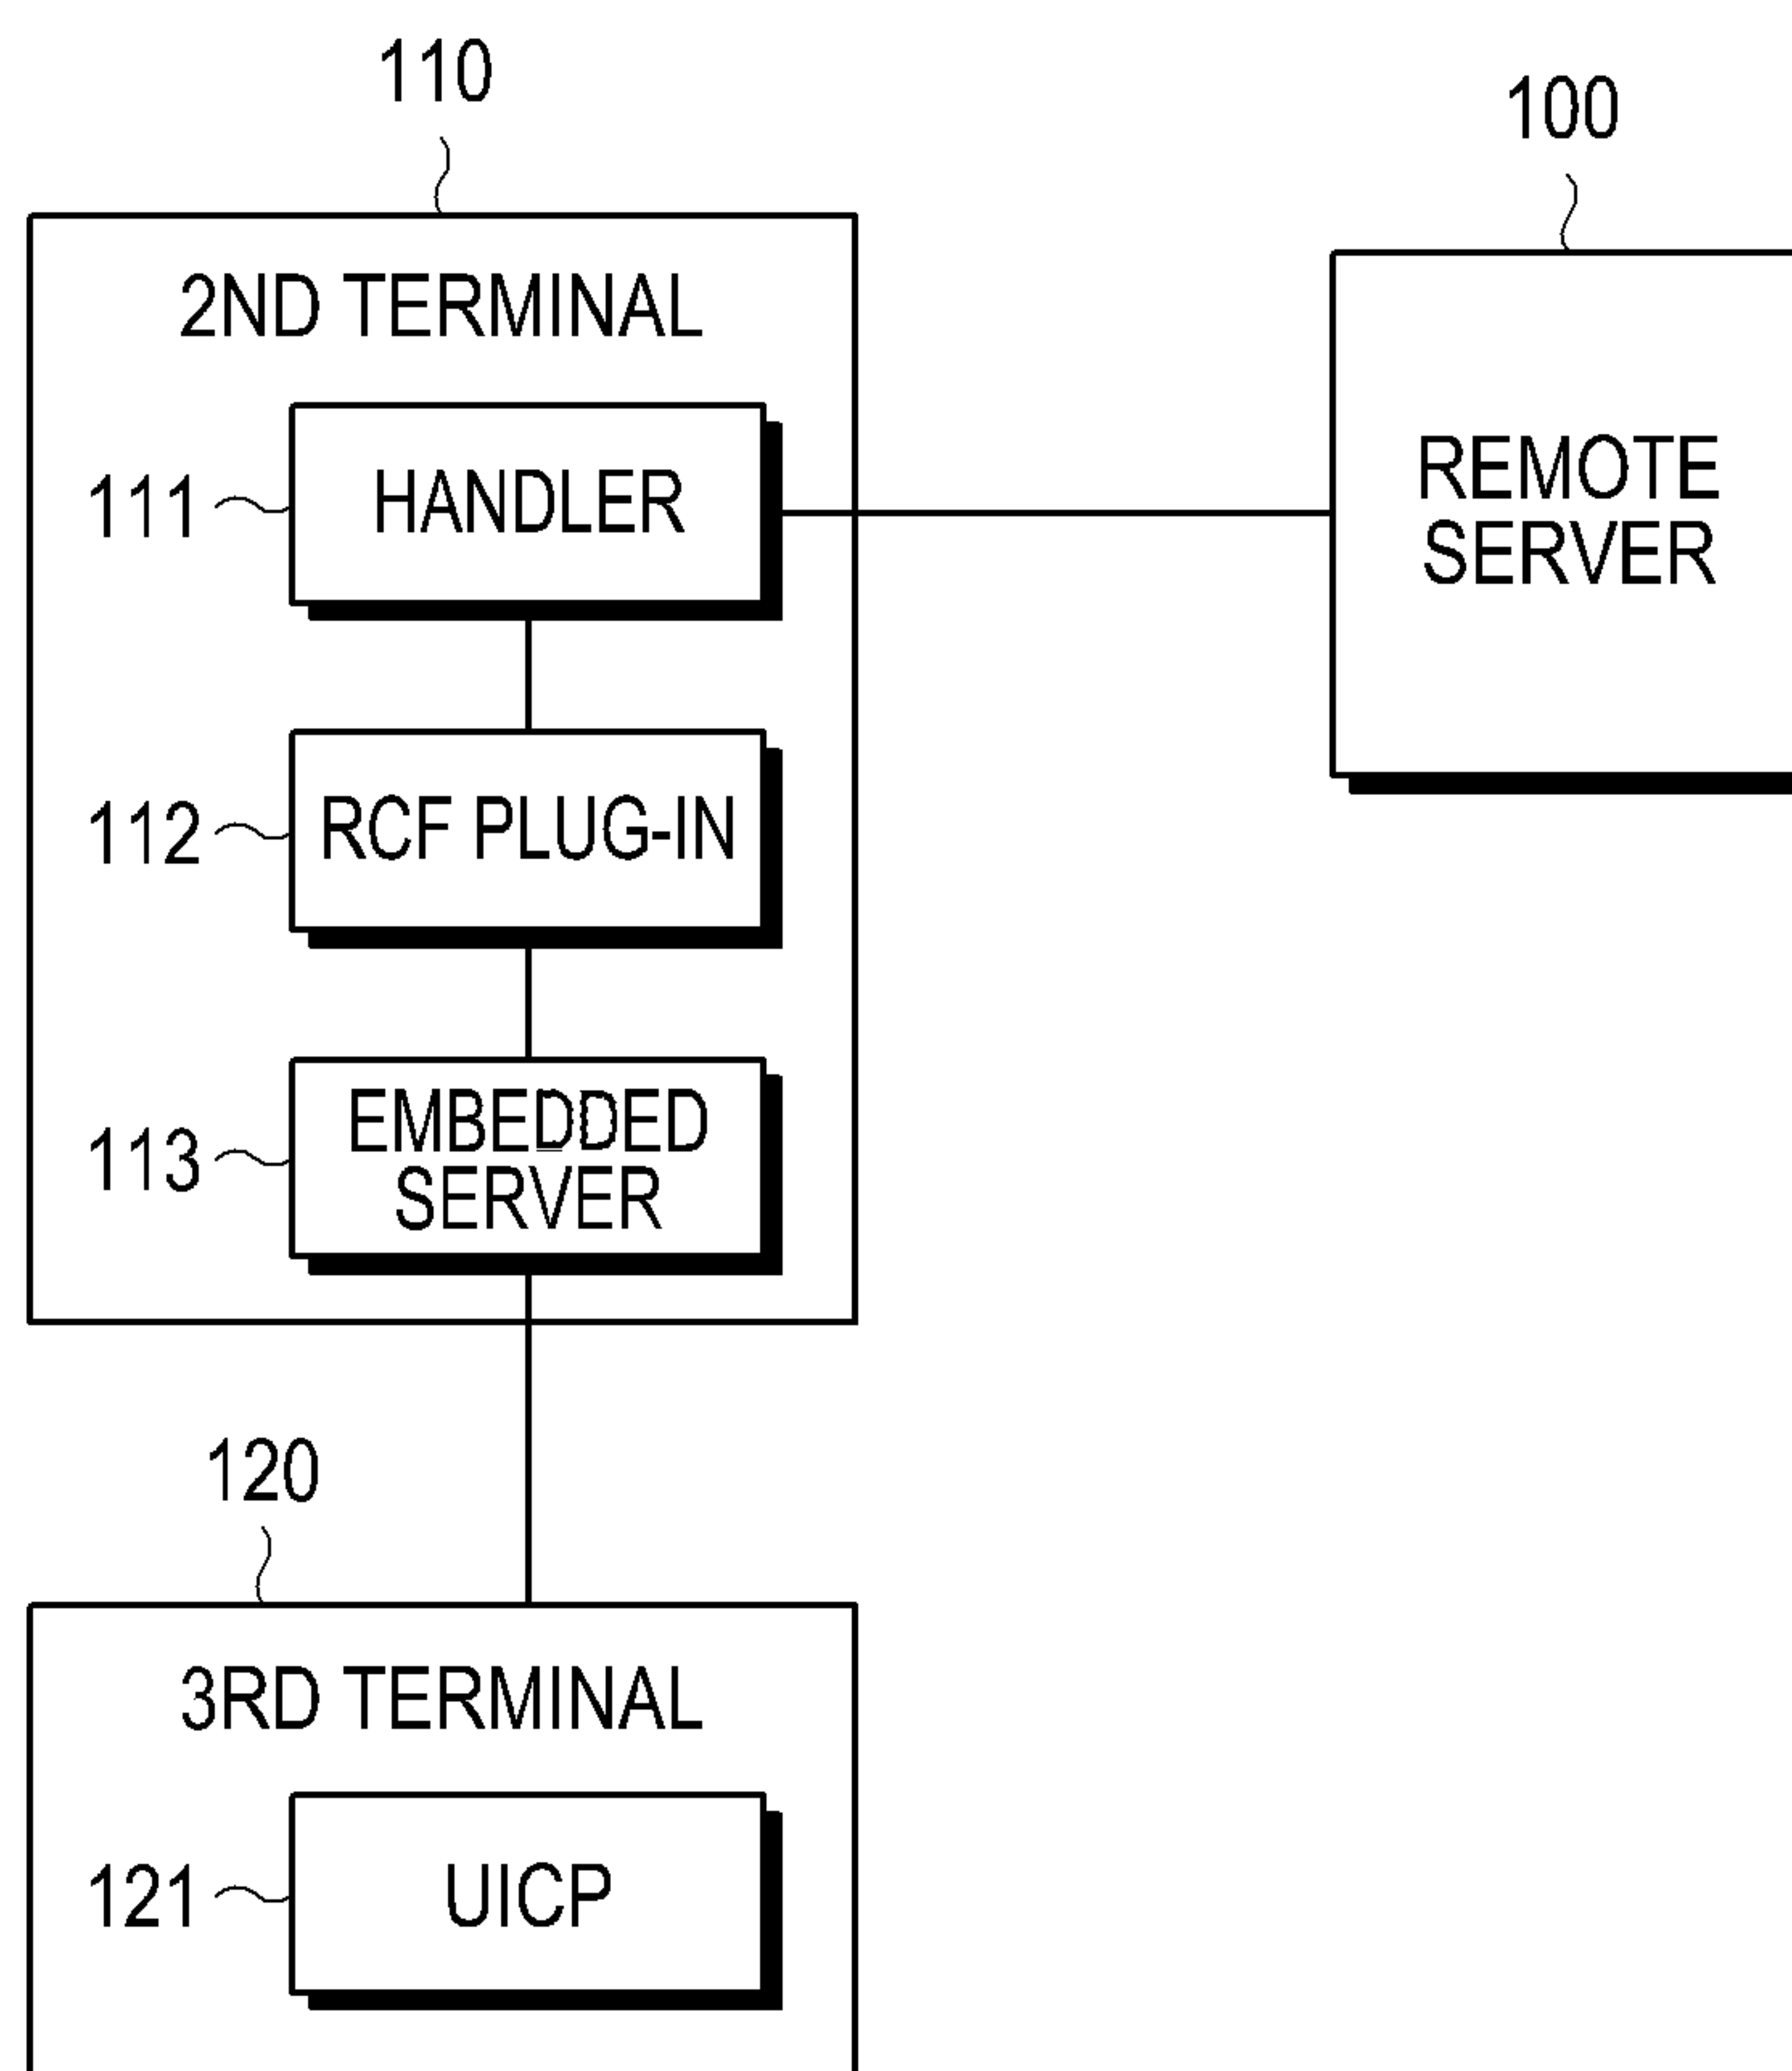 110
100
2ND TERMINAL
111
HANDLER
REMOTE
SERVER
112
RCF PLUG-IN
113
EMBEDDED
SERVER
120
3RD TERMINAL
121
UICP